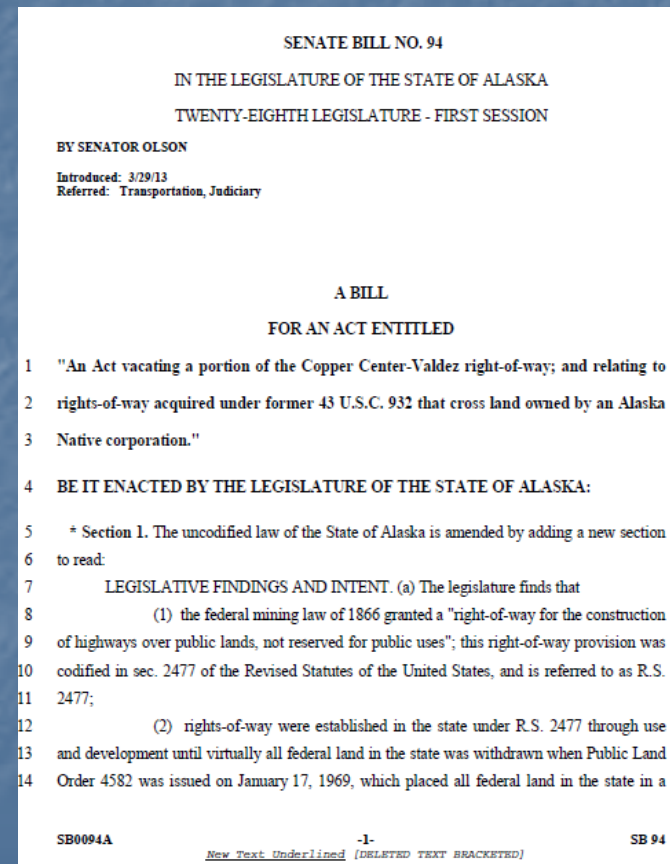 SENATE BILL NO. 94
IN THE LEGISLATURE OF THE STATE OF ALASKA
TWENTY-EIGHTH LEGISLATURE - FIRST SESSION
BY SENATOR OLSON
Introduced: 3/29/13
Referred: Transportation, Judiciary
A BILL
FOR AN ACT ENTITLED
1 "An Act vacating a portion of the Copper Center-Valdez right-of-way; and relating to
2 rights-of-way acquired under former 43 U.S.C. 932 that cross land owned by an Alaska
3 Native corporation."
4 BE IT ENACTED BY THE LEGISLATURE OF THE STATE OF ALASKA:
5 * Section 1. The uncodified law of the State of Alaska is amended by adding a new section
6 to read:
7 LEGISLATIVE FINDINGS AND INTENT. (a) The legislature finds that
8 (1) the federal mining law of 1866 granted a "right-of-way for the construction
9 of highways over public lands, not reserved for public uses"; this right-of-way provision was
10 codified in sec. 2477 of the Revised Statutes of the United States, and is referred to as R.S.
11 2477;
12 (2) rights-of-way were established in the state under R.S. 2477 through use
13 and development until virtually all federal land in the state was withdrawn when Public Land
14 Order 4582 was issued on January 17, 1969, which placed all federal land in the state in a
SB0094A -1- SB 94
New Text Underlined [DELETED TEXT BRACKETED]